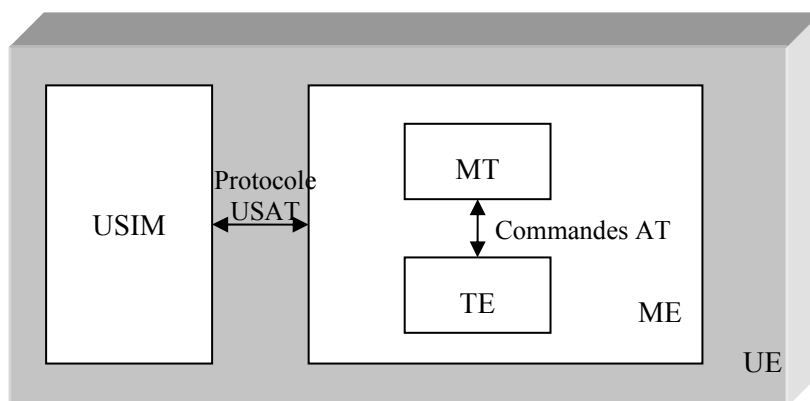 USIM
Protocole
USAT
MT
Commandes AT
TE
ME
UE